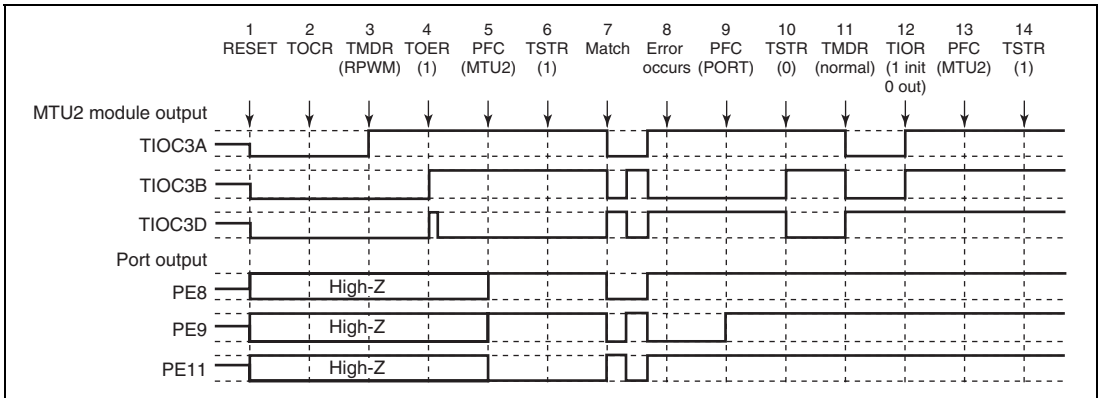 1 2 3 4 5 6 7 8 9 10 11 12 13 14
RESET TOCR TMDR TOER PFC TSTR Match Error PFC TSTR TMDR TIOR PFC TSTR
(RPWM) (1) (MTU2) (1) occurs (PORT) (0) (normal) (1 init (MTU2) (1)
0 out)
MTU2 module output
TIOC3A
TIOC3B
TIOC3D
Port output
PE8 High-Z
PE9 High-Z
PE11 High-Z